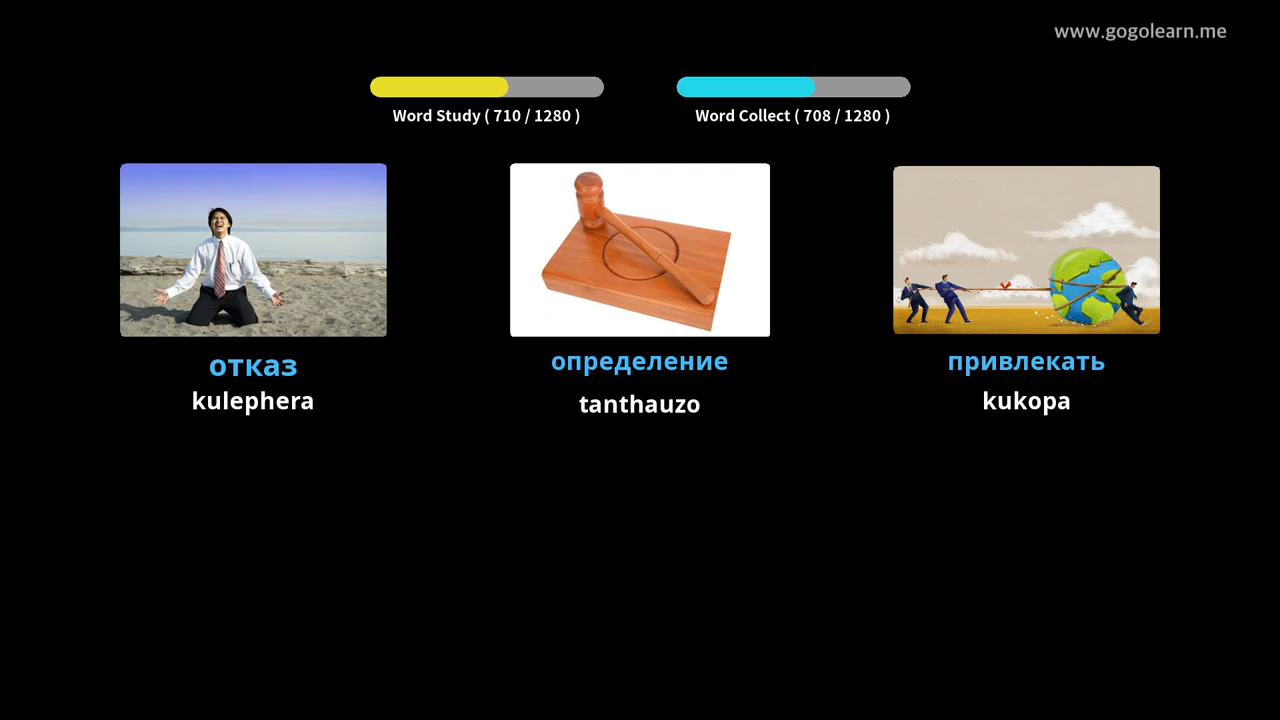 www.gogolearn.me
Word Study ( 710 / 1280 )
Word Collect ( 708 / 1280 )
отказ
kulephera
определение
tanthauzo
привлекать
kukopa